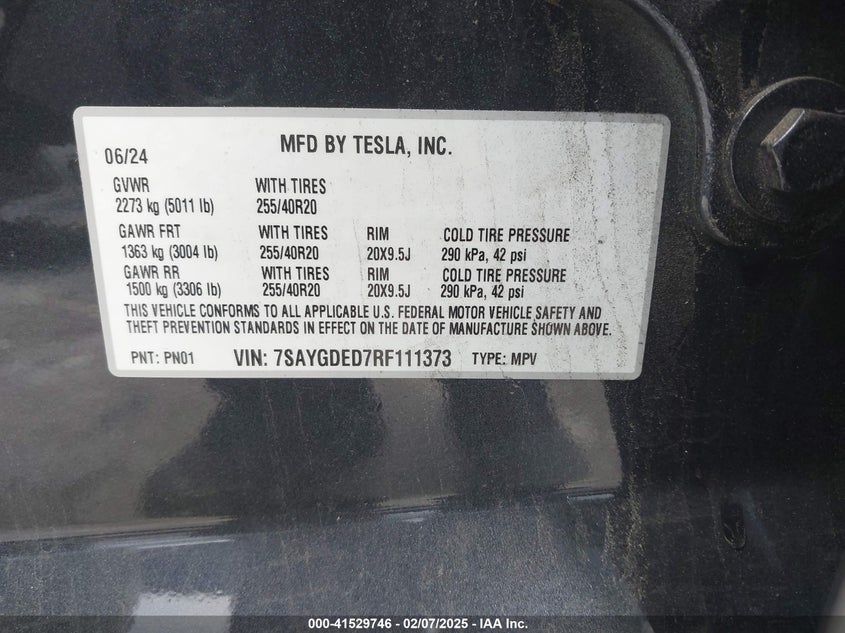 06/24 MFD BY TESLA, INC.
GVWR WITH TIRES
2273 kg (5011 lb) 255/40R20
GAWR FRT WITH TIRES RIM COLD TIRE PRESSURE
1363 kg (3004 lb) 255/40R20 20X9.5J 290 kPa, 42 psi
GAWR RR WITH TIRES RIM COLD TIRE PRESSURE
1500 kg (3306 lb) 255/40R20 20X9.5J 290 kPa, 42 psi
THIS VEHICLE CONFORMS TO ALL APPLICABLE U.S. FEDERAL MOTOR VEHICLE SAFETY AND
THEFT PREVENTION STANDARDS IN EFFECT ON THE DATE OF MANUFACTURE SHOWN ABOVE.
PNT: PN01 VIN: 7SAYGDED7RF111373 TYPE: MPV
000-41529746 - 02/07/2025 - IAA Inc.